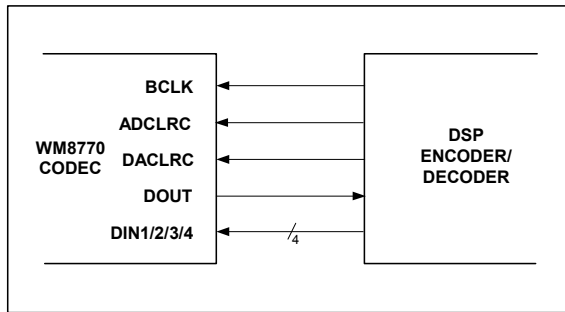 BCLK
ADCLRC
WM8770
CODEC
DACLRC
DOUT
DIN1/2/3/4
4
DSP
ENCODER/
DECODER